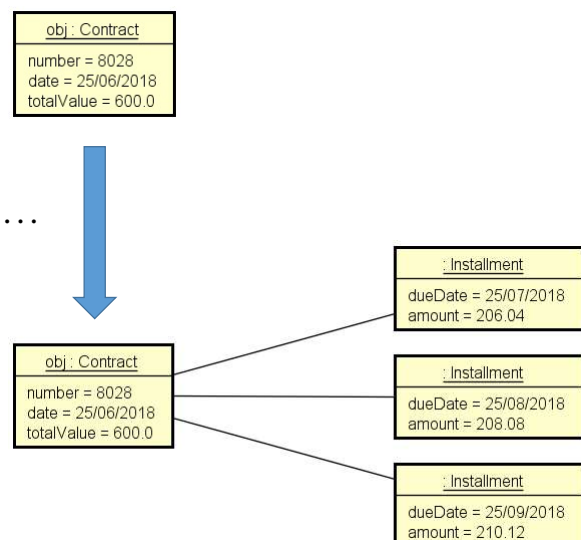 obj : Contract
number = 8028
date = 25/06/2018
totalValue = 600.0
...
: Installment
dueDate = 25/07/2018
amount = 206.04
obj : Contract
number = 8028
date = 25/06/2018
totalValue = 600.0
: Installment
dueDate = 25/08/2018
amount = 208.08
: Installment
dueDate = 25/09/2018
amount = 210.12